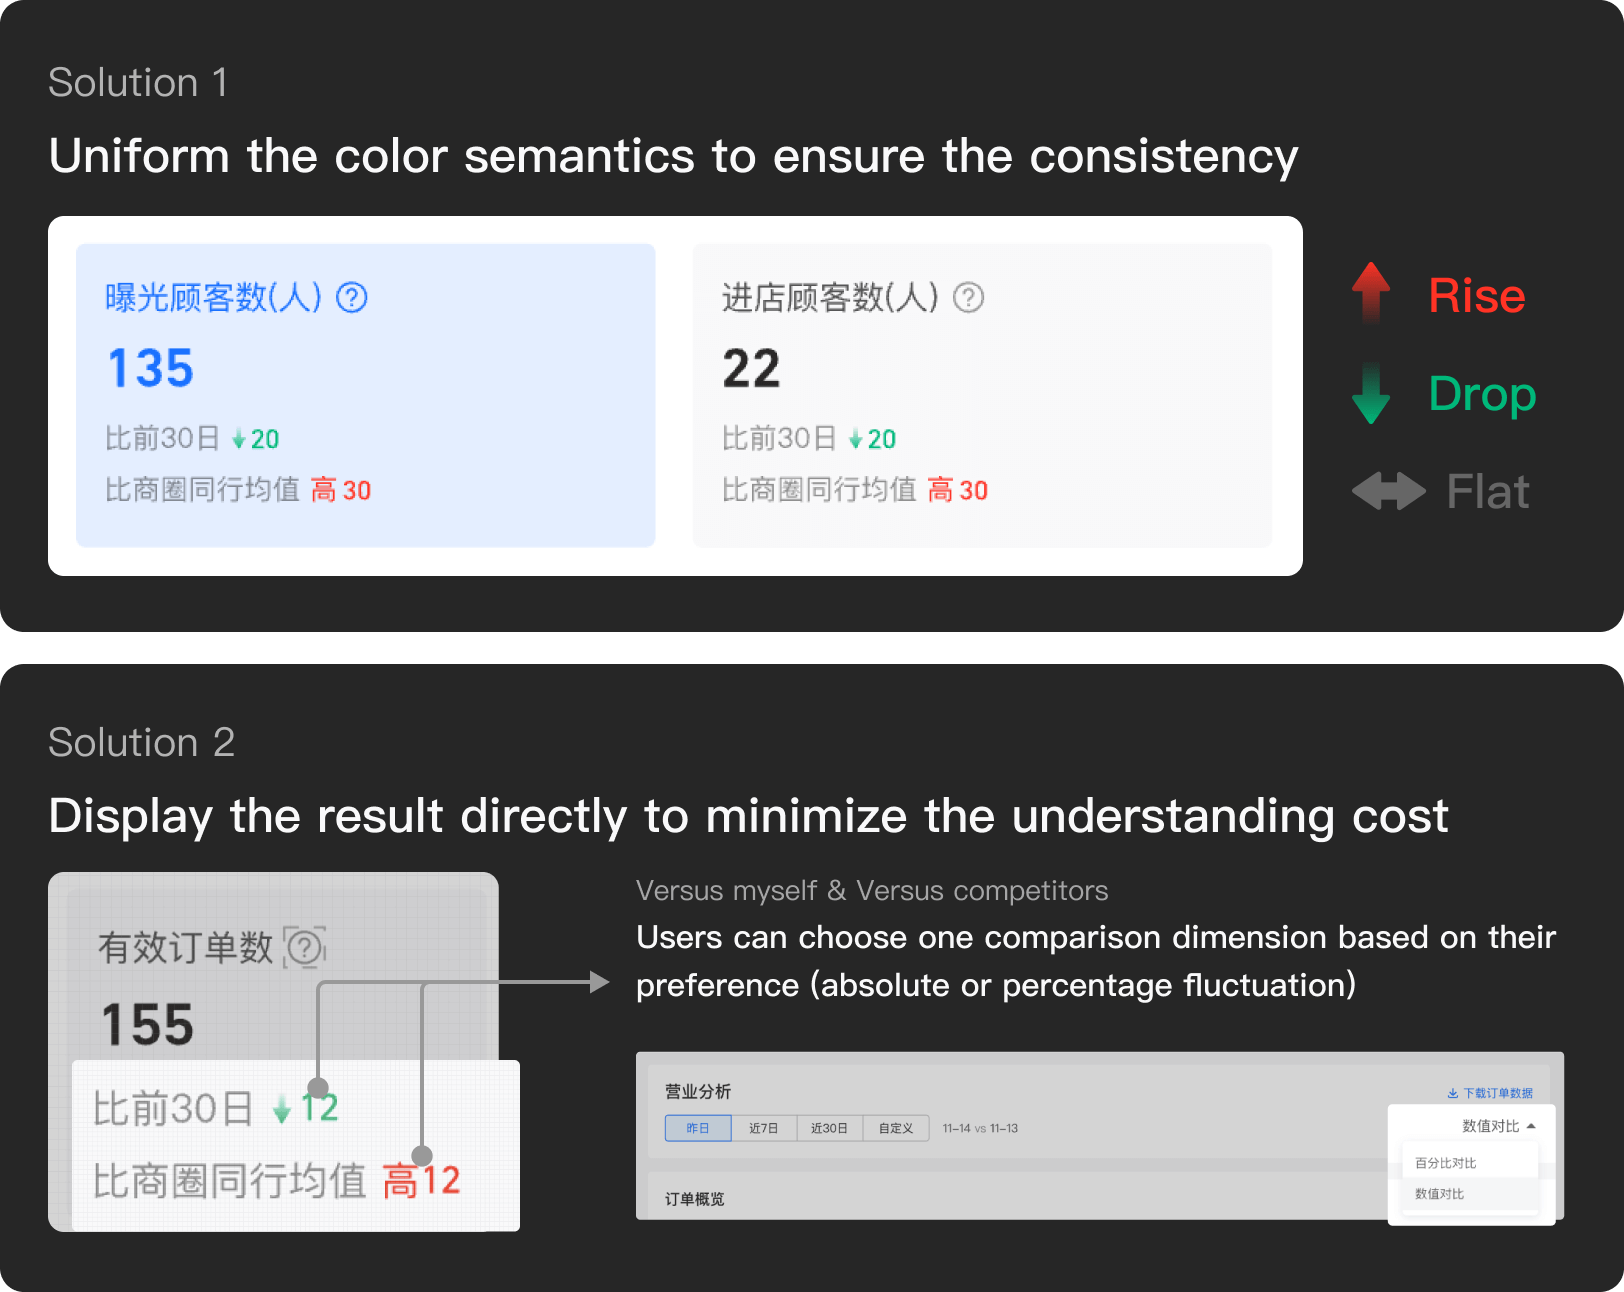 Solution 1
Uniform the color semantics to ensure the consistency
曝光顾客数(人) ?
135
比前30日 ↓20
比商圈同行均值 高30
进店顾客数(人) ?
22
比前30日 ↓20
比商圈同行均值 高30
Rise
Drop
Flat
Solution 2
Display the result directly to minimize the understanding cost
有效订单数 ?
155
比前30日 ↓12
比商圈同行均值 高12
Versus myself & Versus competitors
Users can choose one comparison dimension based on their
preference (absolute or percentage fluctuation)
营业分析
下载订单数据
昨日 近7日 近30日 自定义 11-14 vs 11-13
数值对比
百分比对比
数值对比
订单概览